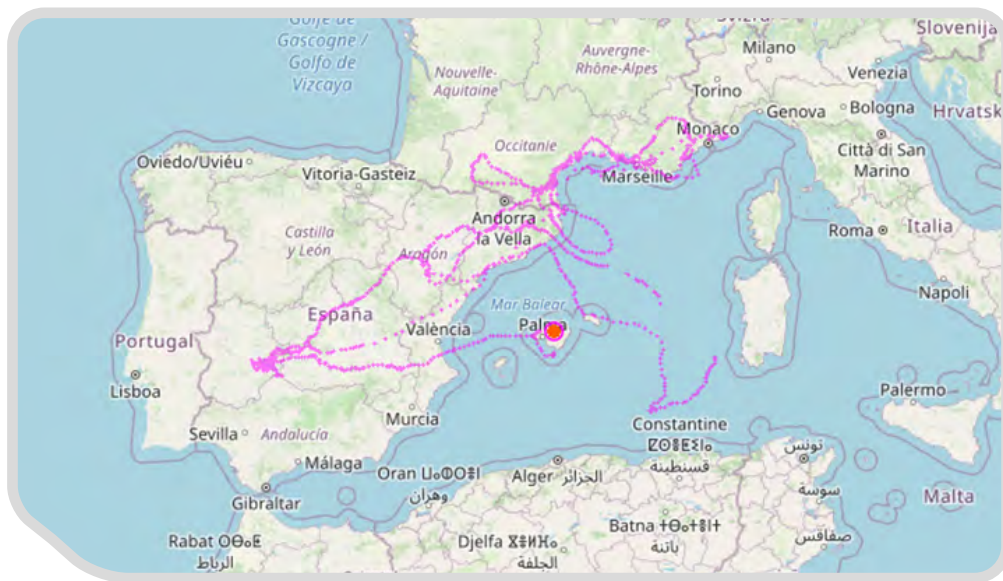 Golfe de
Gascogne /
Golfo de
Vizcaya
Slovenija
Milano
Auvergne-
Rhône-Alpes
Nouvelle-
Aquitaine
Venezia
Torino
Genova
Bologna
Hrvatsk
Monaco
Occitanie
Città di San
Marino
Oviedo/Uviéu
Vitoria-Gasteiz
Marseille
Andorra
la Vella
Castilla
y León
Aragón
Roma
Italia
Napoli
Mar Balear
España
València
Palma
Portugal
Lisboa
Murcia
Palermo
Sevilla
Andalucía
Constantine
قسنطينة
تونس
Málaga
Oran
وهران
Alger الجزائر
سوسة
Gibraltar
Malta
Batna
باتنة
صفاقس
Rabat
الرباط
Djelfa
الجلفة